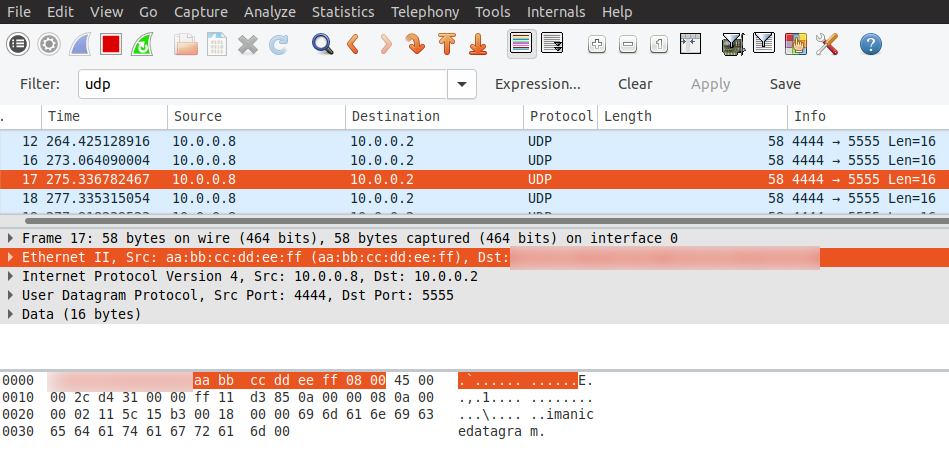 File Edit View Go Capture Analyze Statistics Telephony Tools Internals Help
Filter: udp Expression... Clear Apply Save
. Time Source Destination Protocol Length Info
12 264.425128916 10.0.0.8 10.0.0.2 UDP 58 4444 → 5555 Len=16
16 273.064090004 10.0.0.8 10.0.0.2 UDP 58 4444 → 5555 Len=16
17 275.336782467 10.0.0.8 10.0.0.2 UDP 58 4444 → 5555 Len=16
18 277.335315054 10.0.0.8 10.0.0.2 UDP 58 4444 → 5555 Len=16
Frame 17: 58 bytes on wire (464 bits), 58 bytes captured (464 bits) on interface 0
Ethernet II, Src: aa:bb:cc:dd:ee:ff (aa:bb:cc:dd:ee:ff), Dst:
Internet Protocol Version 4, Src: 10.0.0.8, Dst: 10.0.0.2
User Datagram Protocol, Src Port: 4444, Dst Port: 5555
Data (16 bytes)
0000 aa bb cc dd ee ff 08 00 45 00 .`...... ......E.
0010 00 2c d4 31 00 00 ff 11 d3 85 0a 00 00 08 0a 00 .,.1.... ........
0020 00 02 11 5c 15 b3 00 18 00 00 69 6d 61 6e 69 63 ...\.... ..imanic
0030 65 64 61 74 61 67 72 61 6d 00 edatagra m.